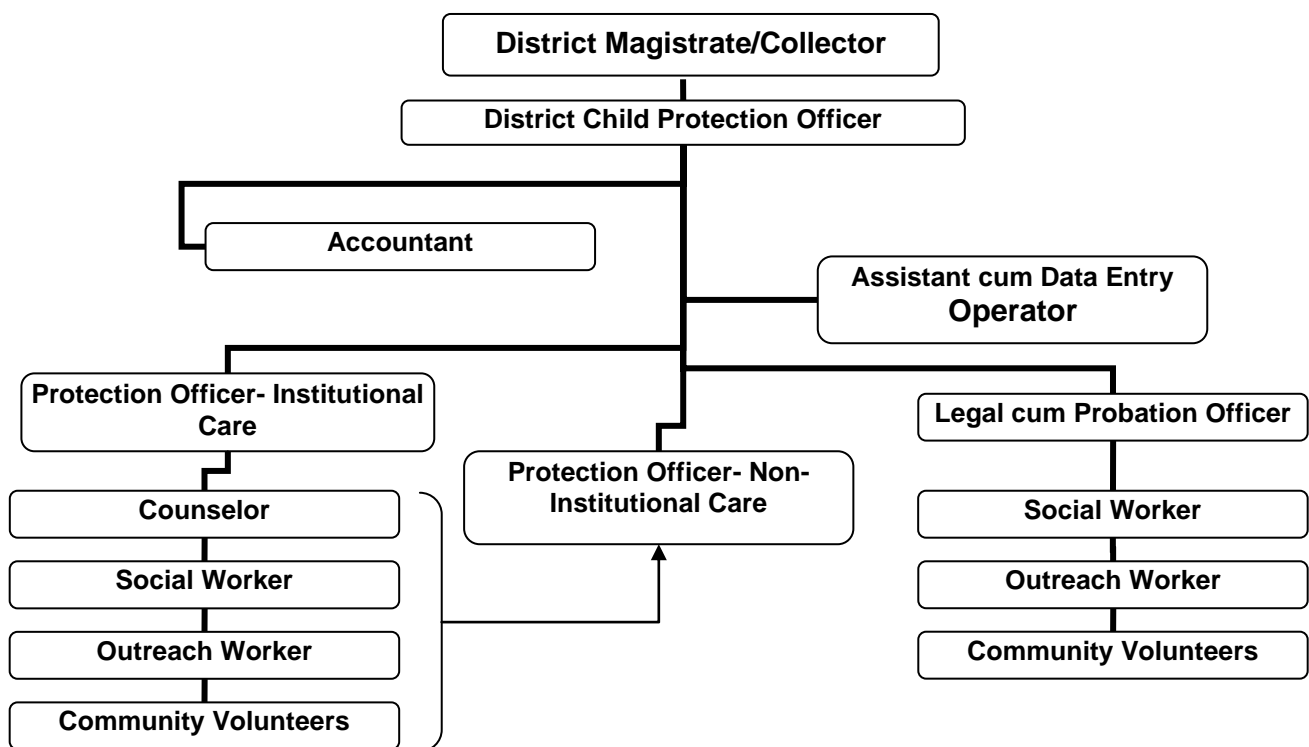 District Magistrate/Collector
District Child Protection Officer
Accountant
Assistant cum Data Entry
Operator
Protection Officer- Institutional
Care
Protection Officer- Non-
Institutional Care
Legal cum Probation Officer
Counselor
Social Worker
Outreach Worker
Community Volunteers
Social Worker
Outreach Worker
Community Volunteers